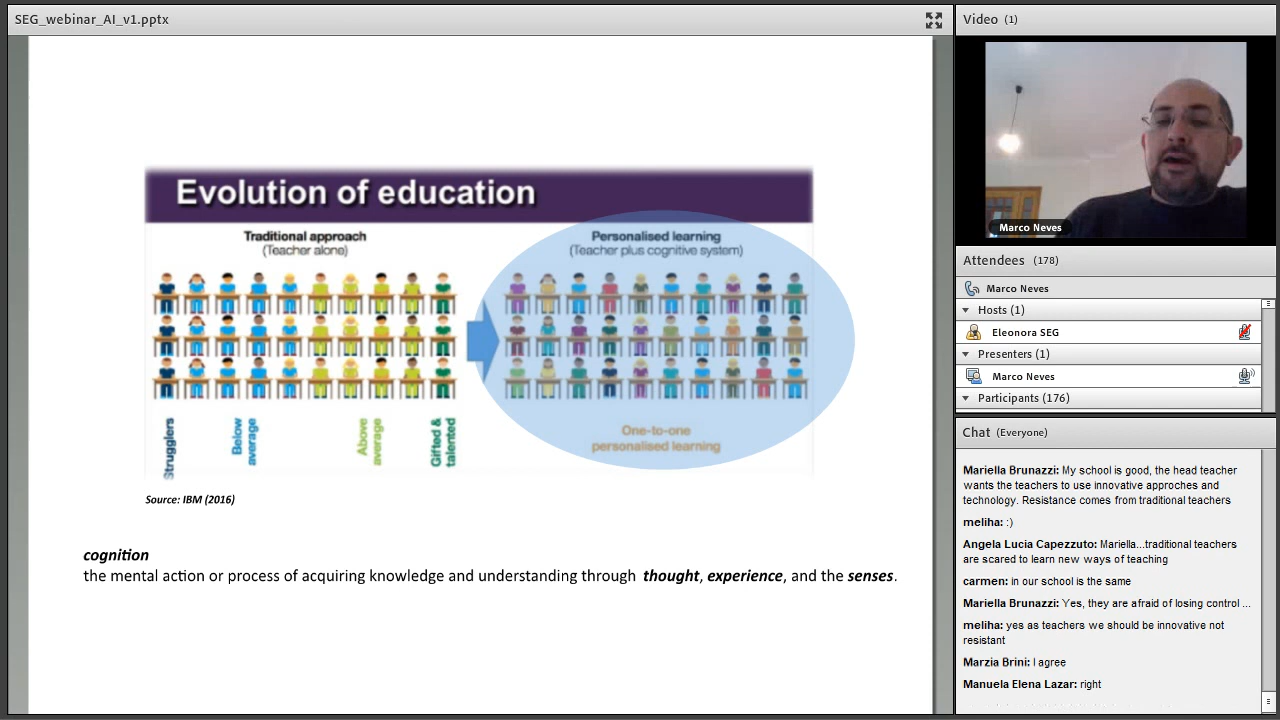 SEG_webinar_AI_v1.pptx
Evolution of education
Traditional approach
(Teacher alone)
Personalised learning
(Teacher plus cognitive system)
Strugglers
Below
average
Above
average
Gifted &
talented
One-to-one
personalised learning
Source: IBM (2016)
cognition
the mental action or process of acquiring knowledge and understanding through thought, experience, and the senses.
Video (1)
Marco Neves
Attendees (178)
Marco Neves
Hosts (1)
Eleonora SEG
Presenters (1)
Marco Neves
Participants (176)
Chat (Everyone)
Mariella Brunazzi: My school is good, the head teacher
wants the teachers to use innovative approches and
technology. Resistance comes from traditional teachers
meliha: :)
Angela Lucia Capezzuto: Mariella...traditional teachers
are scared to learn new ways of teaching
carmen: in our school is the same
Mariella Brunazzi: Yes, they are afraid of losing control ...
meliha: yes as teachers we should be innovative not
resistant
Marzia Brini: I agree
Manuela Elena Lazar: right